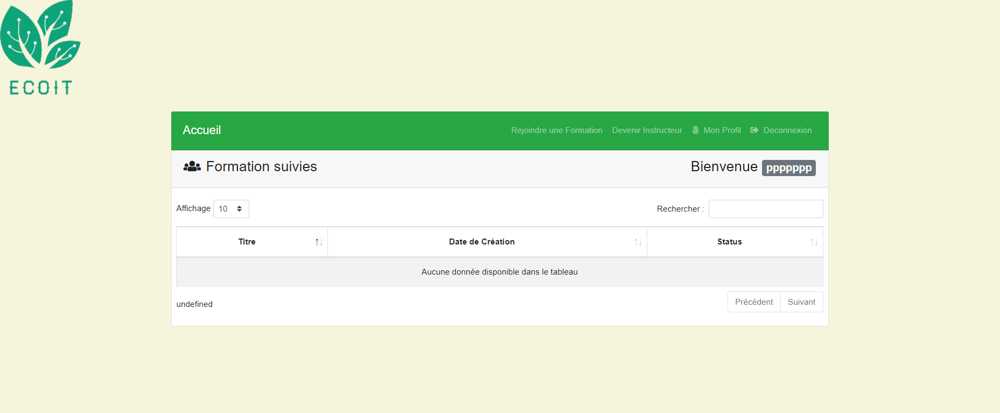 ECOIT
Accueil
Rejoindre une Formation Devenir Instructeur Mon Profil Deconnexion
Formation suivies
Bienvenue ppppppp
Affichage 10
Rechercher :
Titre Date de Création Status
Aucune donnée disponible dans le tableau
undefined
Précédent Suivant